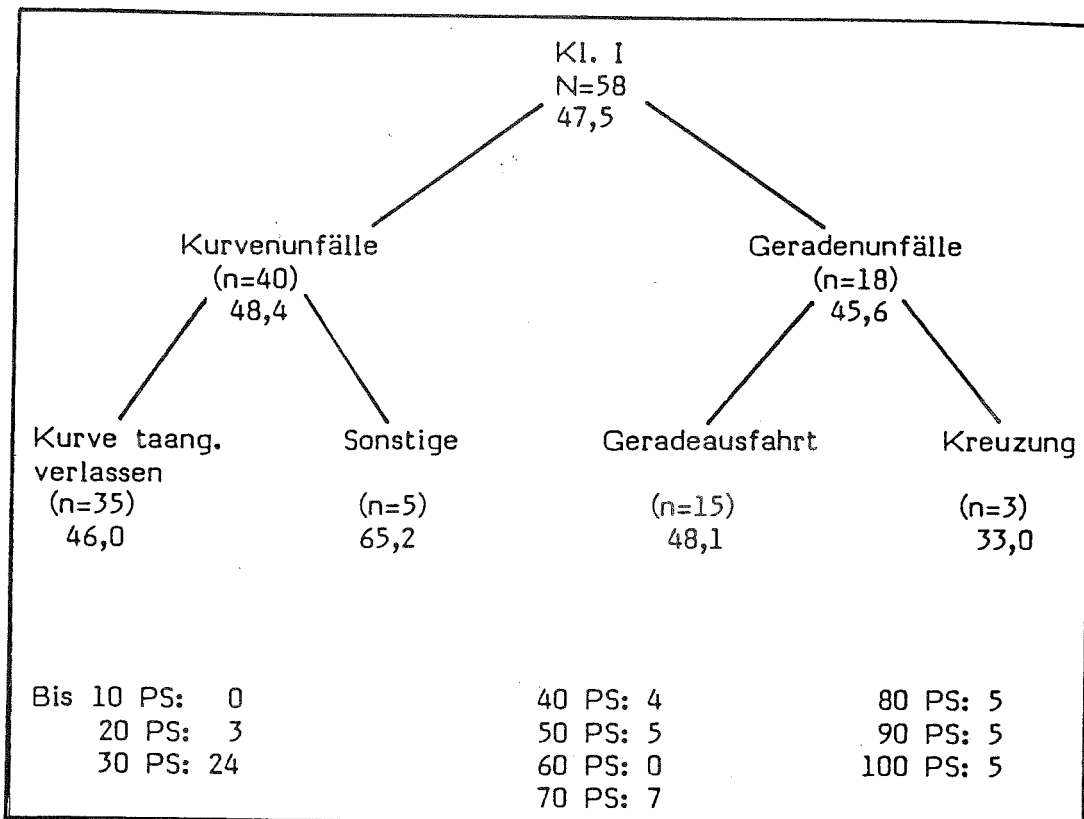 Kl. I
N=58
47,5
Kurvenunfälle
(n=40)
48,4
Geradenunfälle
(n=18)
45,6
Kurve taang.
verlassen
(n=35)
46,0
Sonstige
(n=5)
65,2
Geradeausfahrt
(n=15)
48,1
Kreuzung
(n=3)
33,0
Bis 10 PS: 0
20 PS: 3
30 PS: 24
40 PS: 4
50 PS: 5
60 PS: 0
70 PS: 7
80 PS: 5
90 PS: 5
100 PS: 5